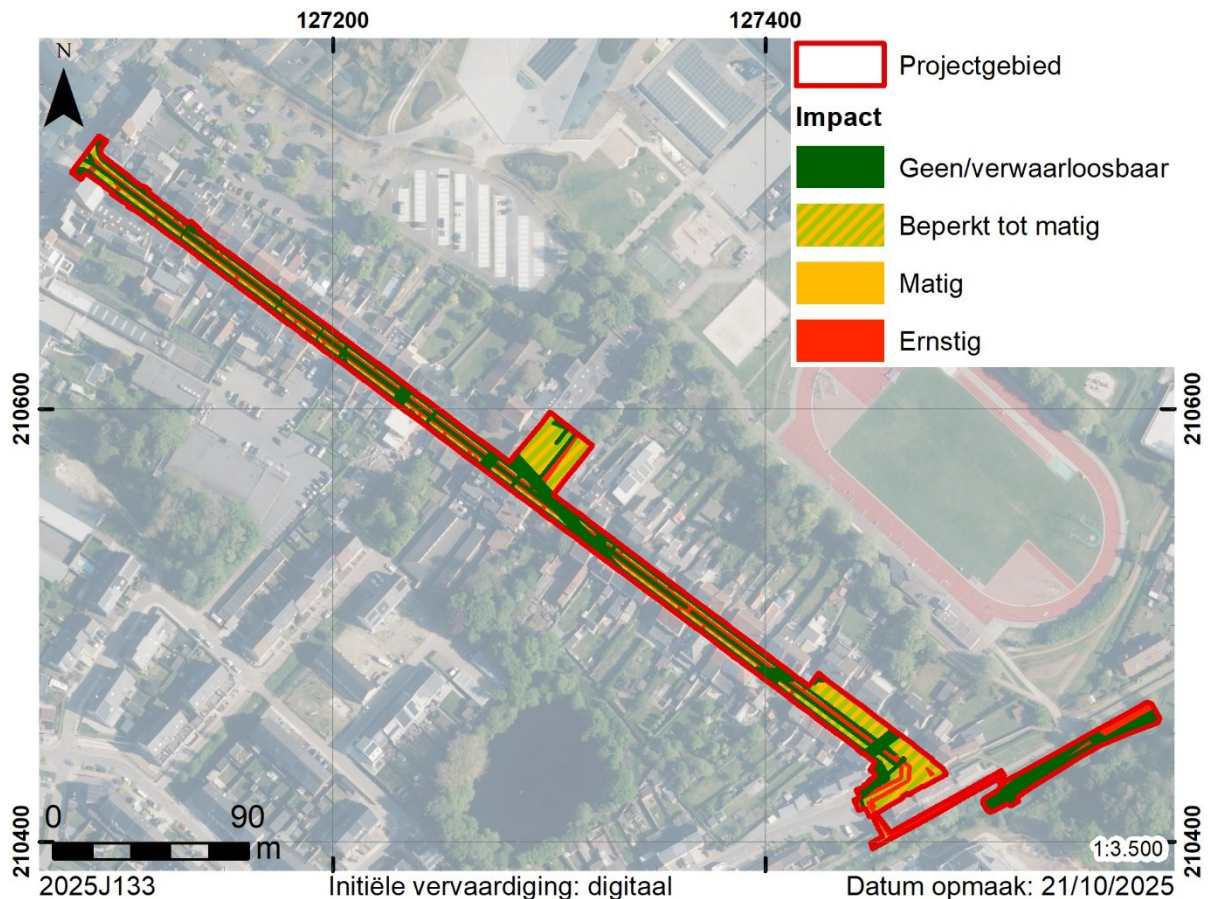 127200 127400
N
Projectgebied
Impact
Geen/verwaarloosbaar
Beperkt tot matig
Matig
Ernstig
210600 210600
210400 210400
0 90
m
1:3.500
2025J133 Initiële vervaardiging: digitaal Datum opmaak: 21/10/2025